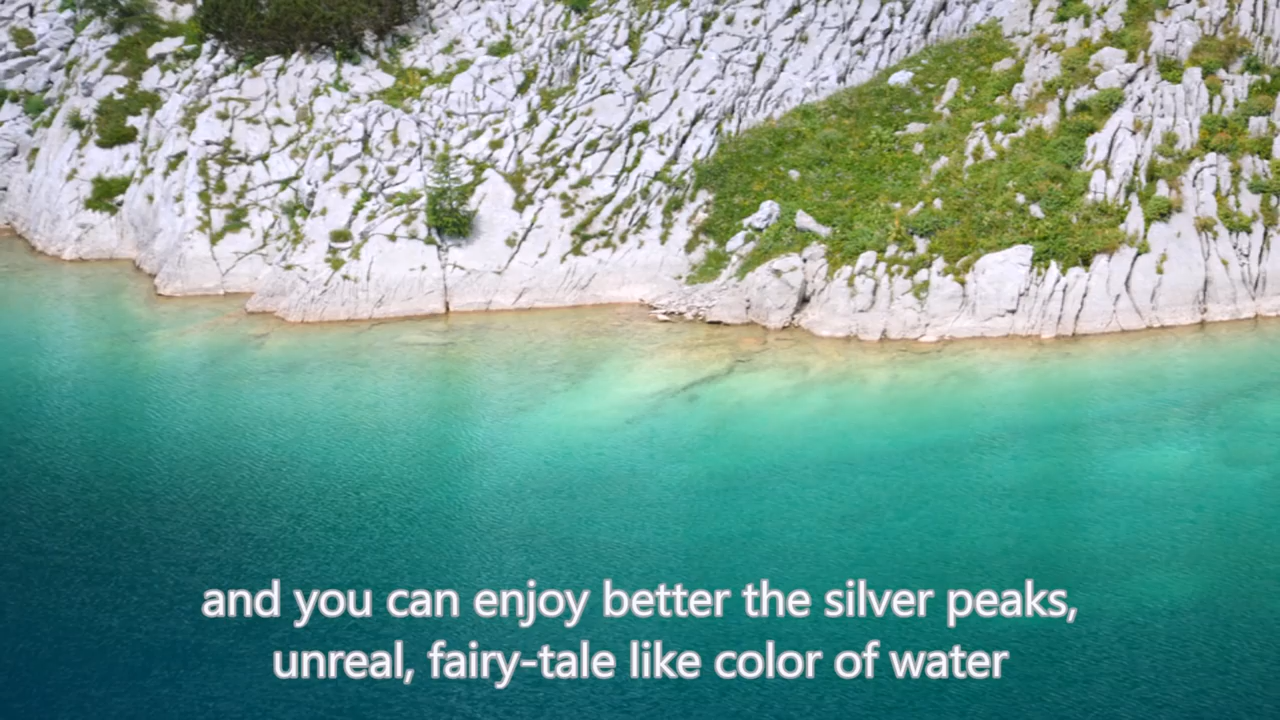 and you can enjoy better the silver peaks,
unreal, fairy-tale like color of water